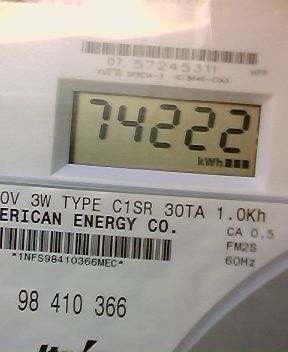 07. 57245311
74222
kWh
0V 3W TYPE C1SR 30TA 1.0Kh
ERICAN ENERGY CO.
CA 0.5
FM2S
*1NFS98410366MEC*
60Hz
98 410 366